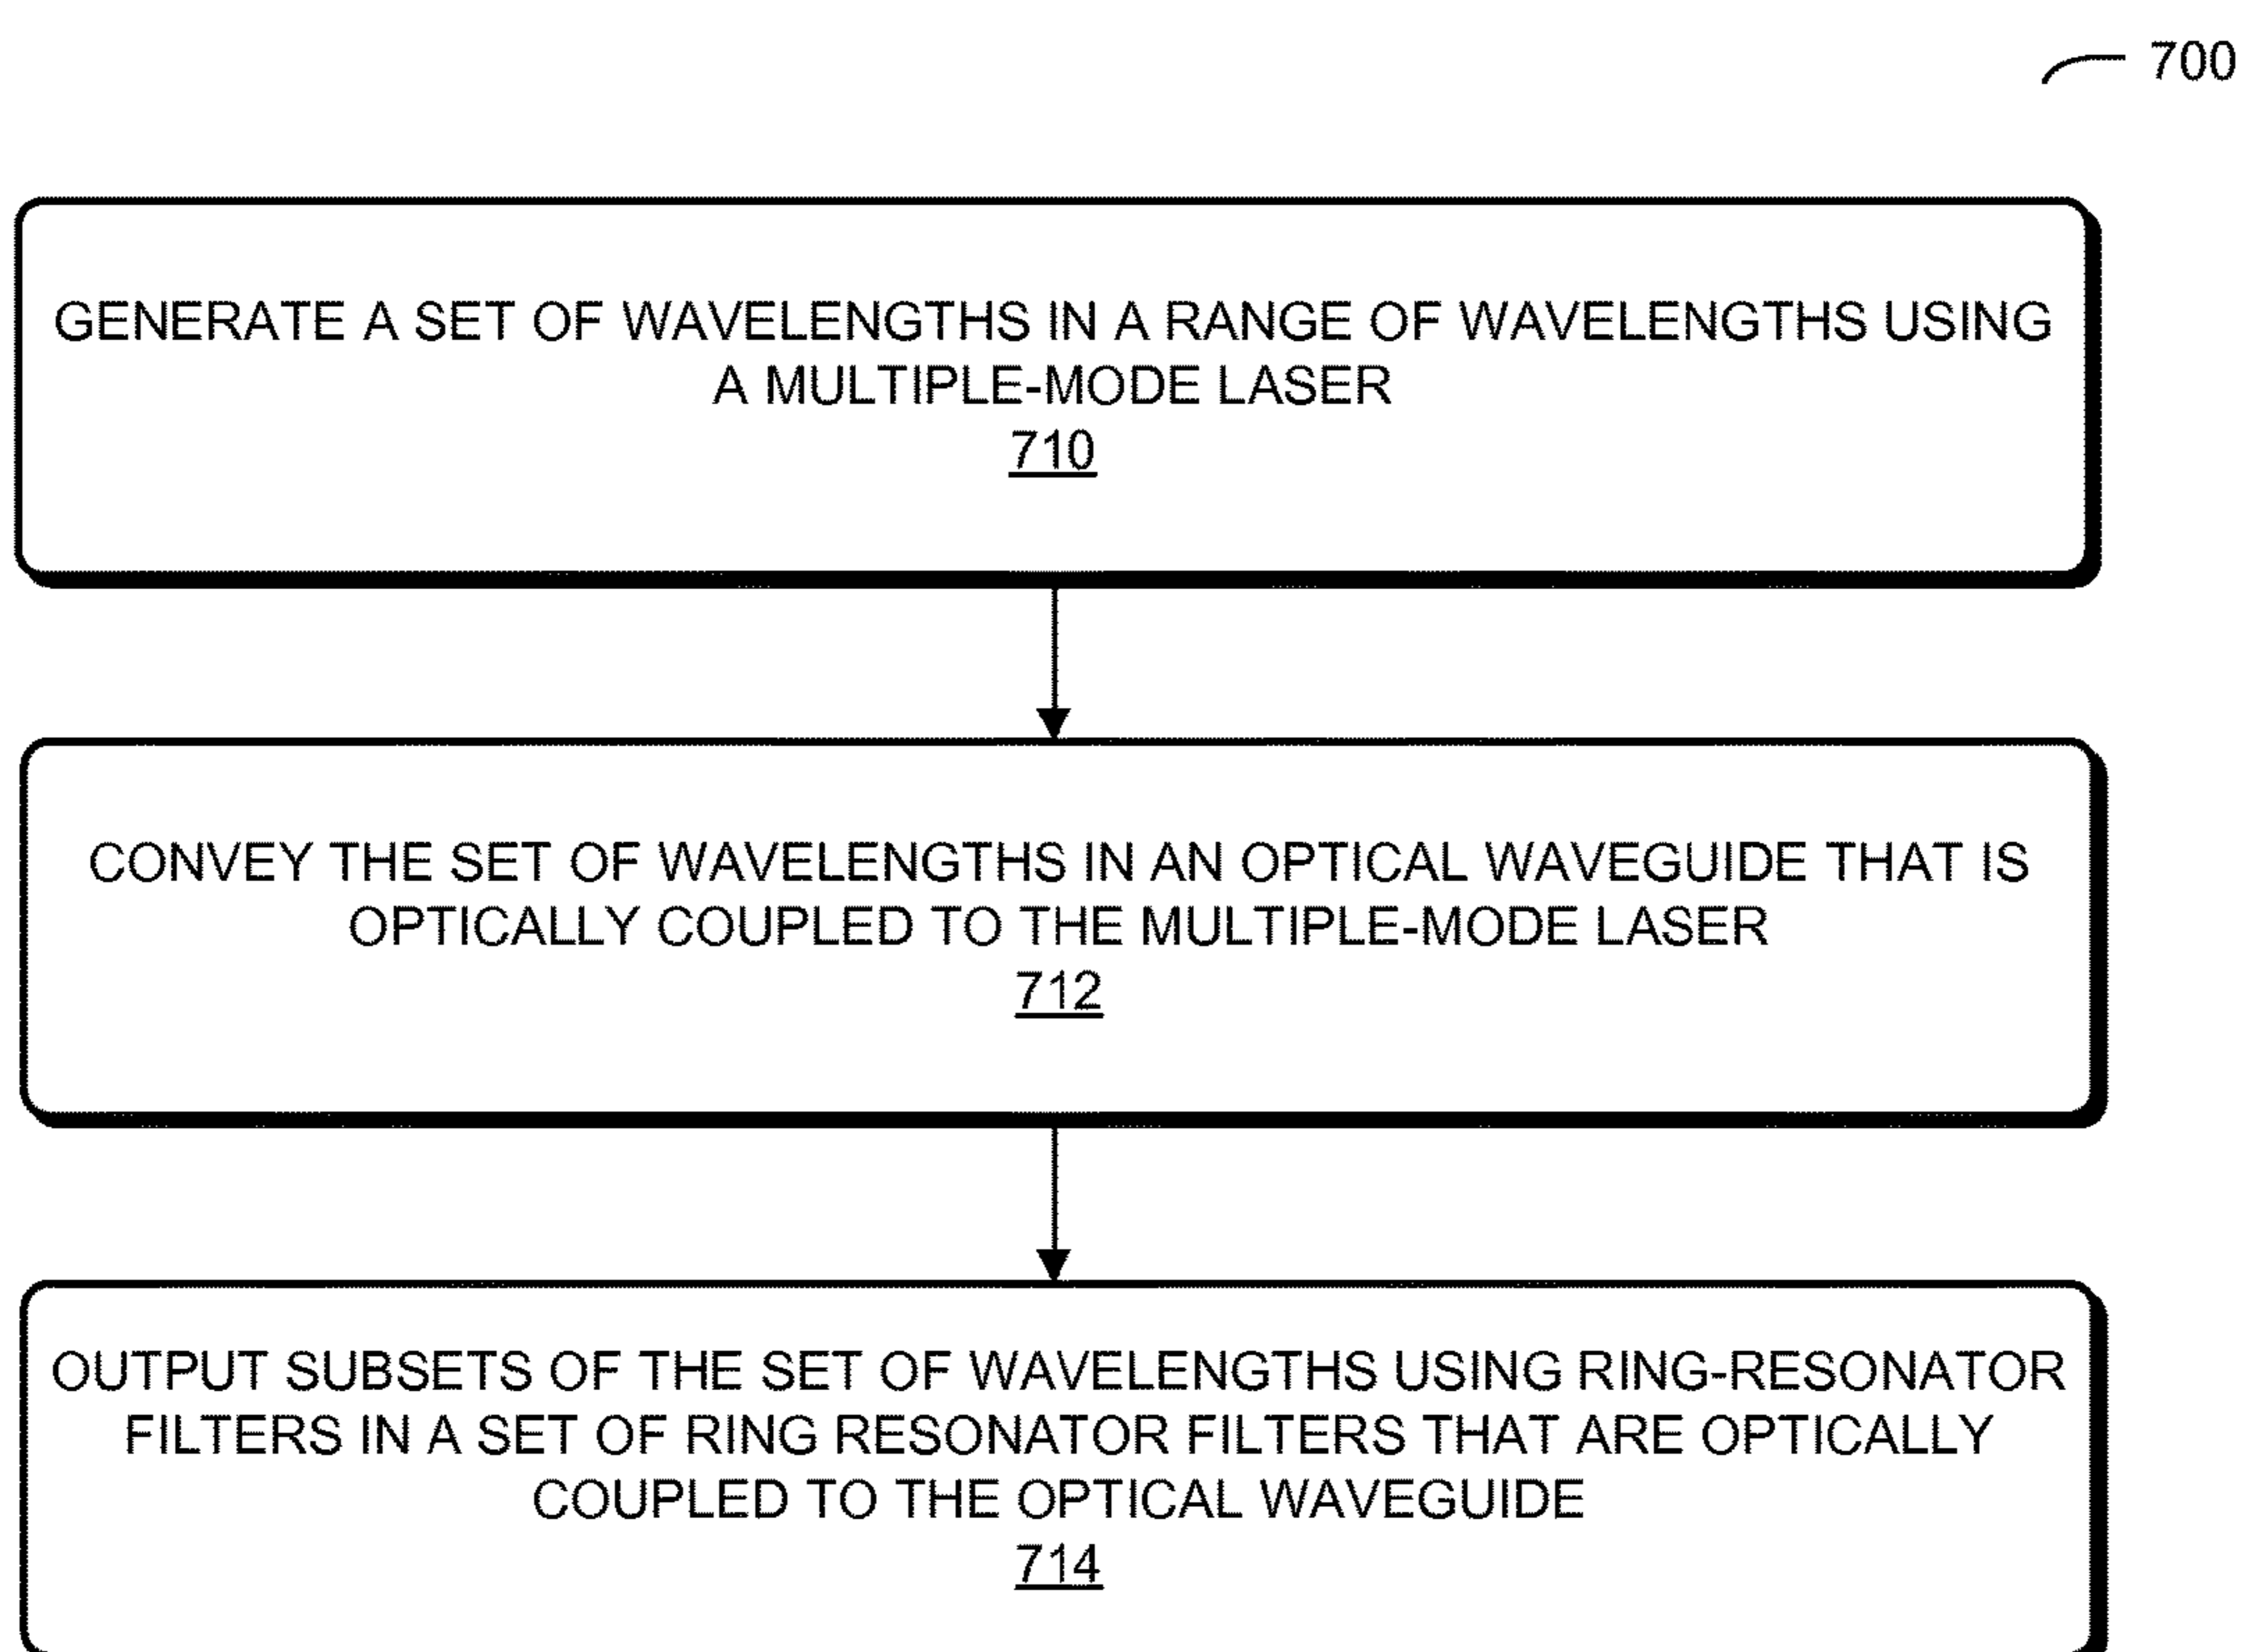 700
GENERATE A SET OF WAVELENGTHS IN A RANGE OF WAVELENGTHS USING
A MULTIPLE-MODE LASER
710
CONVEY THE SET OF WAVELENGTHS IN AN OPTICAL WAVEGUIDE THAT IS
OPTICALLY COUPLED TO THE MULTIPLE-MODE LASER
712
OUTPUT SUBSETS OF THE SET OF WAVELENGTHS USING RING-RESONATOR
FILTERS IN A SET OF RING RESONATOR FILTERS THAT ARE OPTICALLY
COUPLED TO THE OPTICAL WAVEGUIDE
714